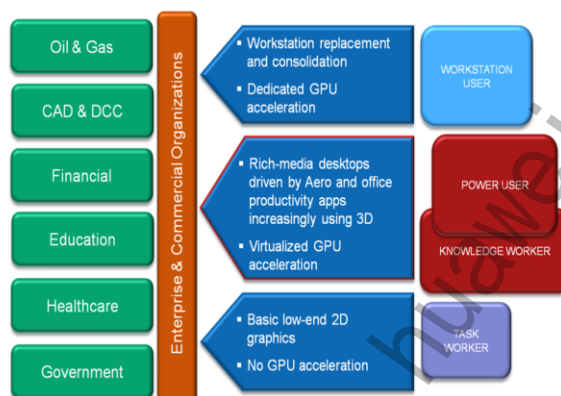 Oil & Gas
CAD & DCC
Financial
Education
Healthcare
Government
Enterprise & Commercial Organizations
▪ Workstation replacement
and consolidation
▪ Dedicated GPU
acceleration
WORKSTATION
USER
▪ Rich-media desktops
driven by Aero and office
productivity apps
increasingly using 3D
▪ Virtualized GPU
acceleration
POWER USER
KNOWLEDGE WORKER
▪ Basic low-end 2D
graphics
▪ No GPU acceleration
TASK
WORKER
huawei